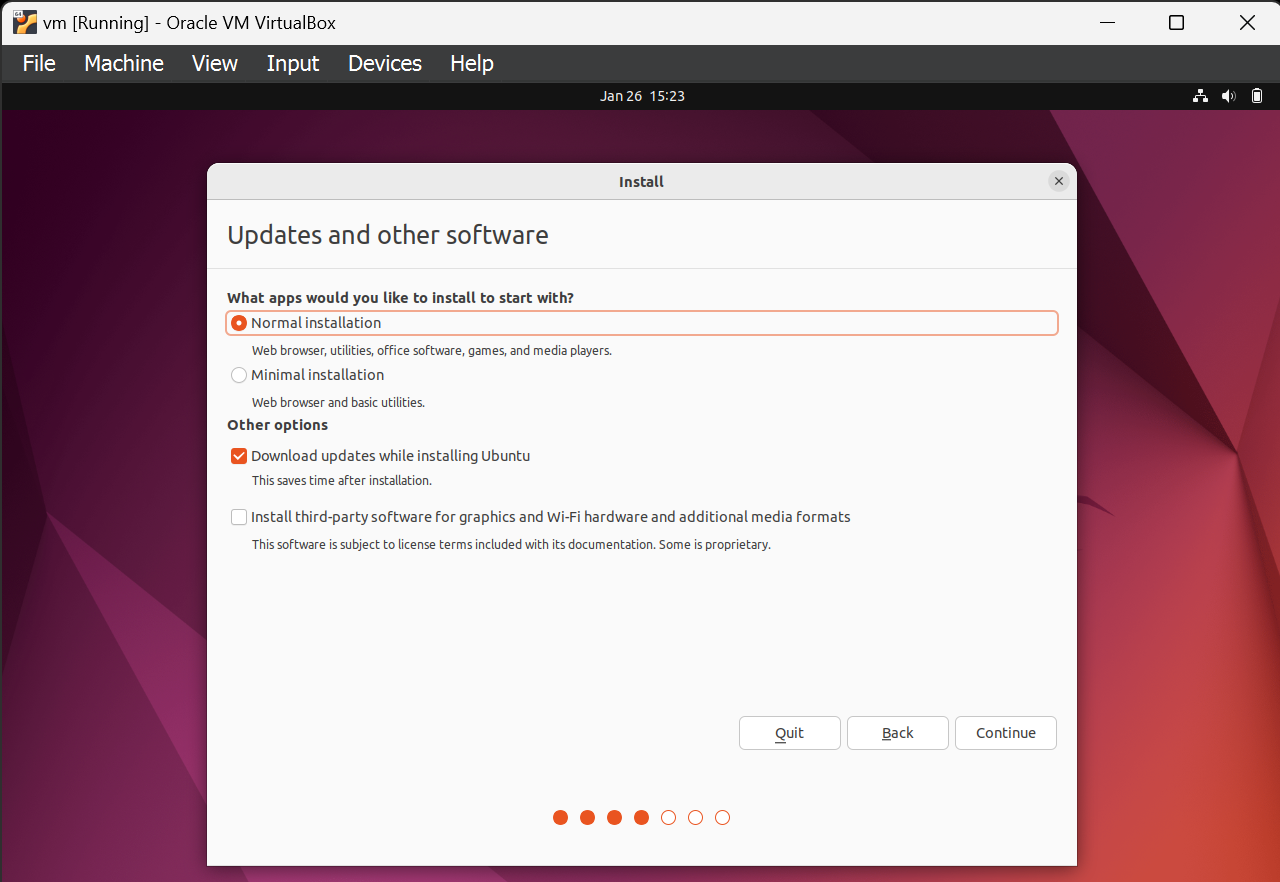 vm [Running] - Oracle VM VirtualBox
File Machine View Input Devices Help
Jan 26 15:23
Install
Updates and other software
What apps would you like to install to start with?
Normal installation
Web browser, utilities, office software, games, and media players.
Minimal installation
Web browser and basic utilities.
Other options
Download updates while installing Ubuntu
This saves time after installation.
Install third-party software for graphics and Wi-Fi hardware and additional media formats
This software is subject to license terms included with its documentation. Some is proprietary.
Quit Back Continue